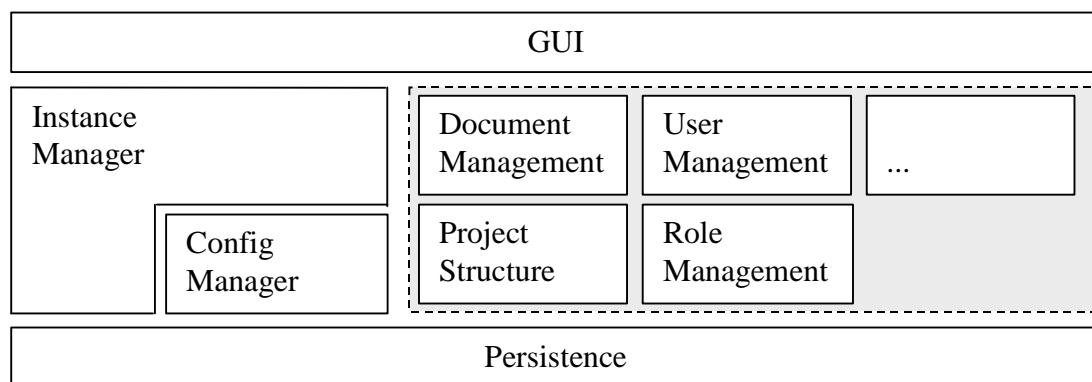 GUI
Instance
Manager
Config
Manager
Document
Management
User
Management
...
Project
Structure
Role
Management
Persistence